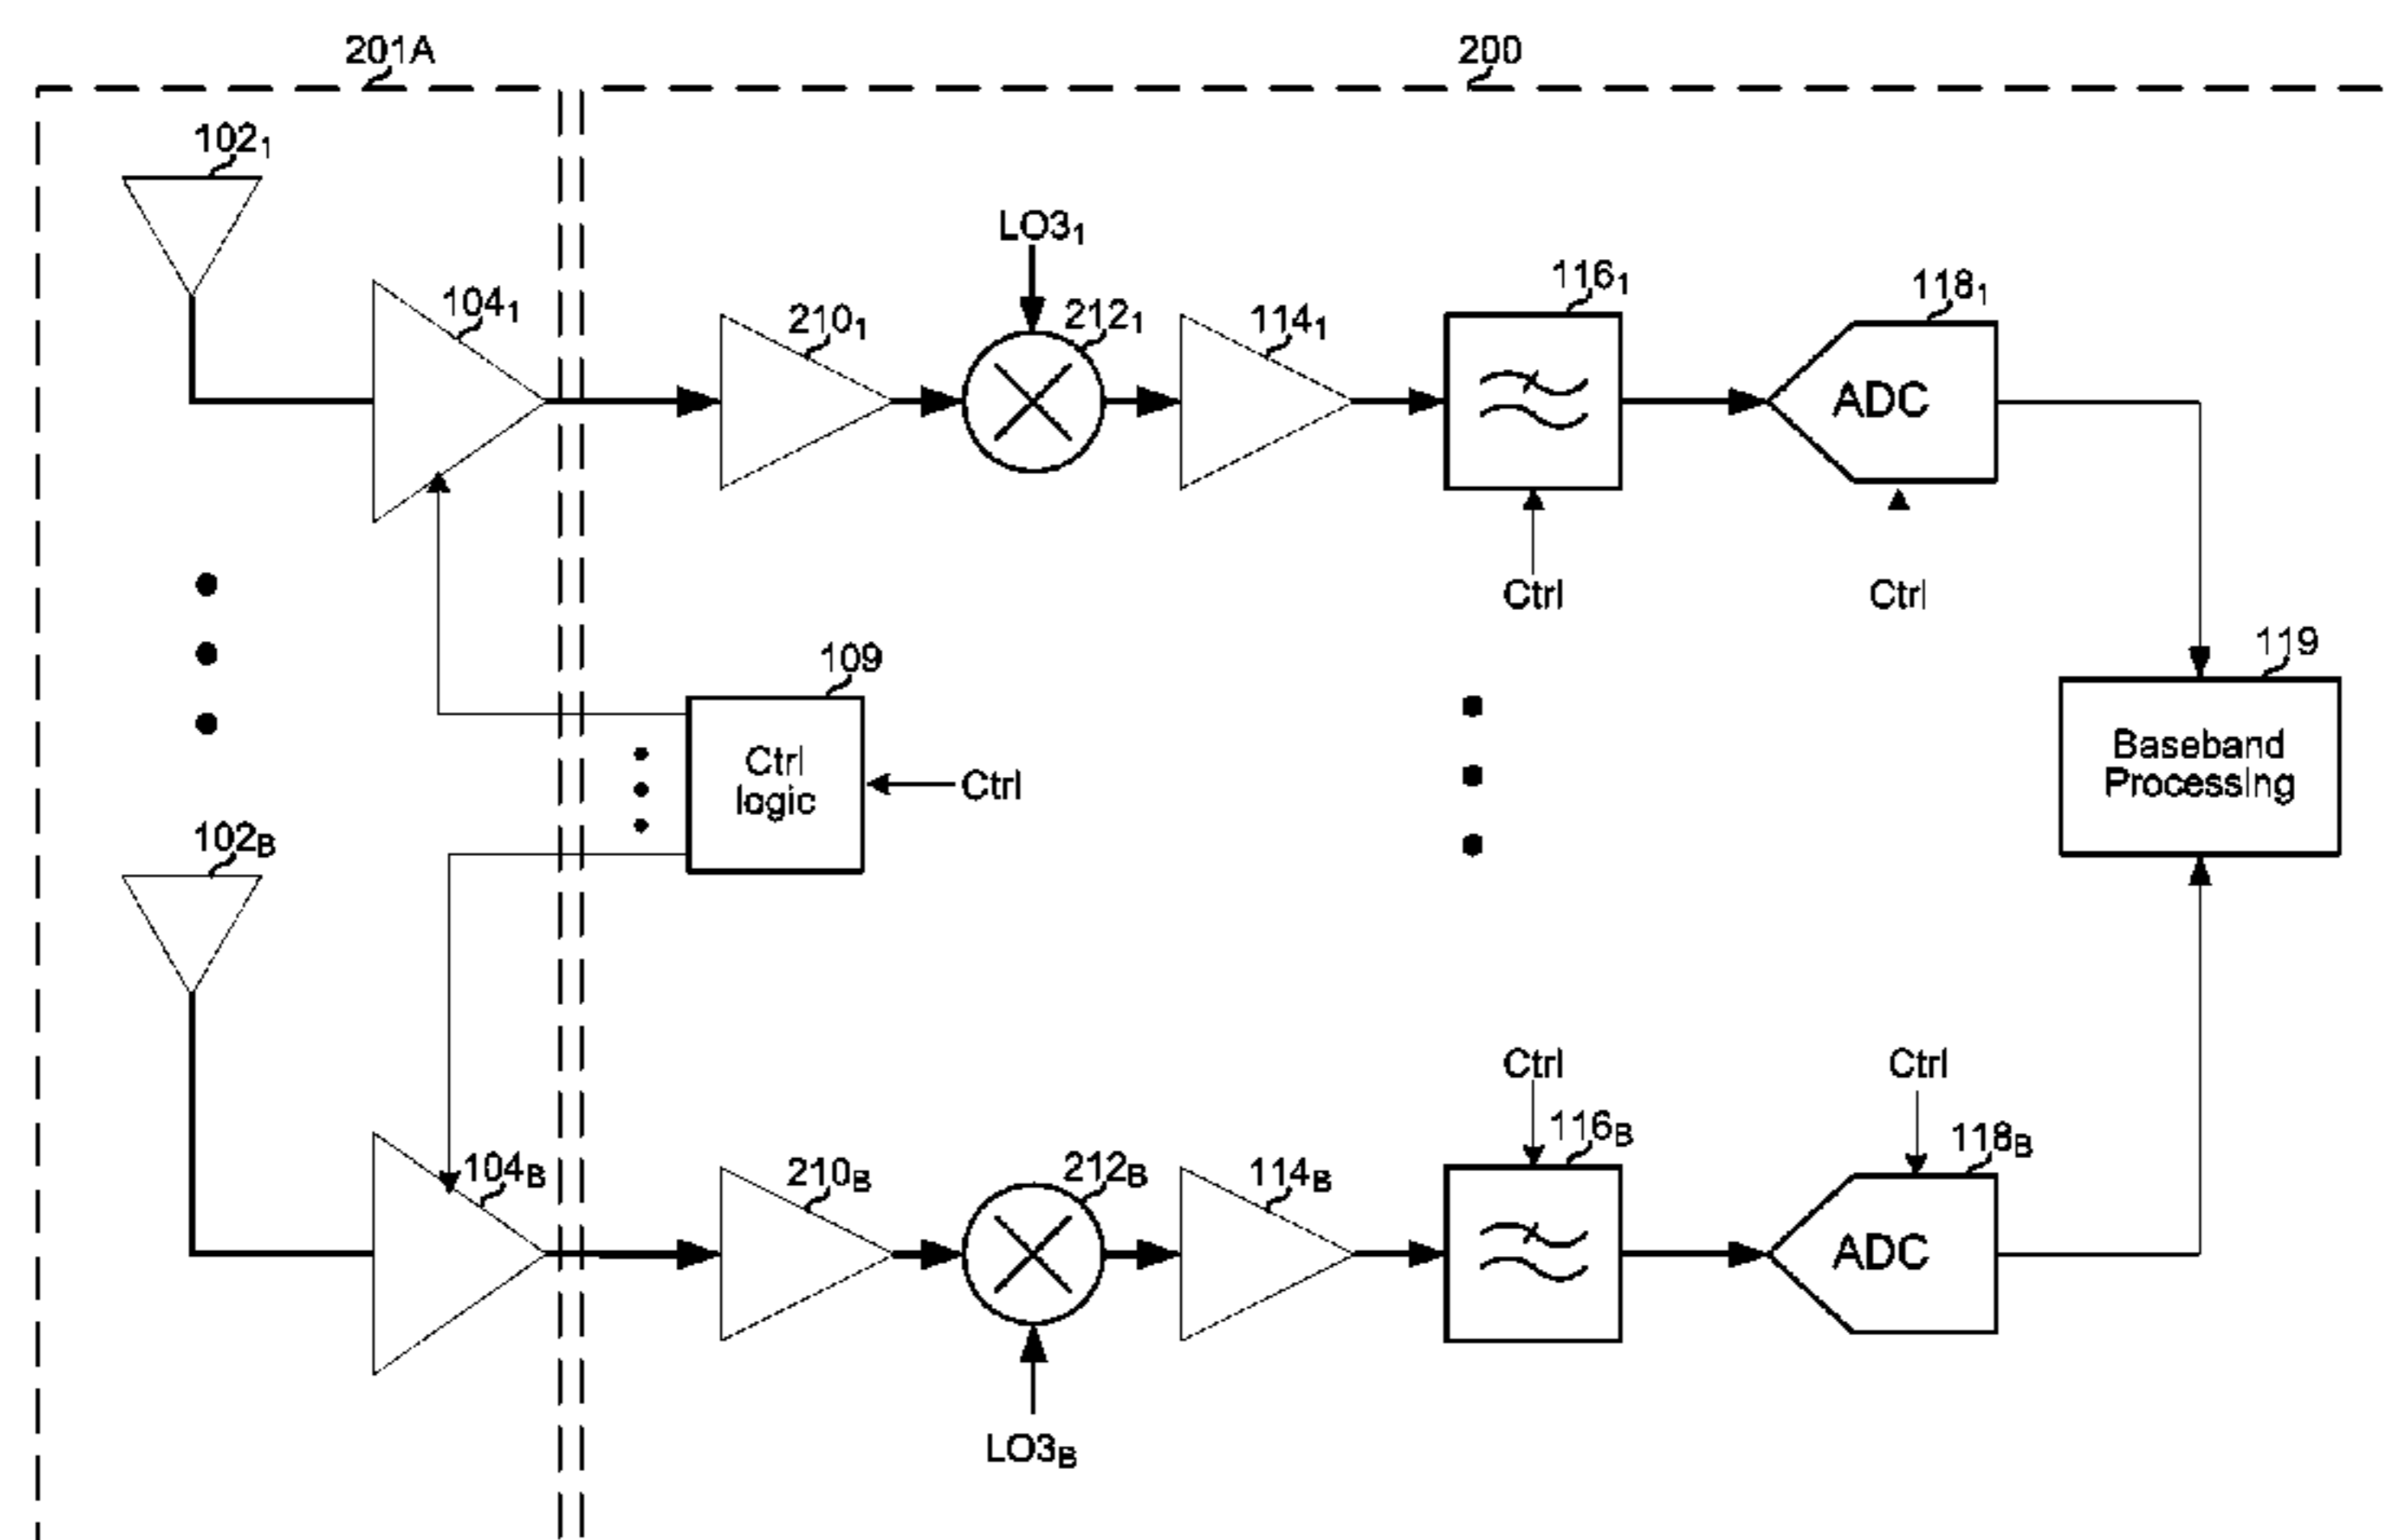 201A
200
102₁
LO3₁
104₁
210₁
212₁
114₁
116₁
118₁
ADC
Ctrl
Ctrl
109
119
Ctrl
logic
Ctrl
Baseband
Processing
102B
Ctrl
Ctrl
104B
210B
212B
114B
116B
118B
ADC
LO3B